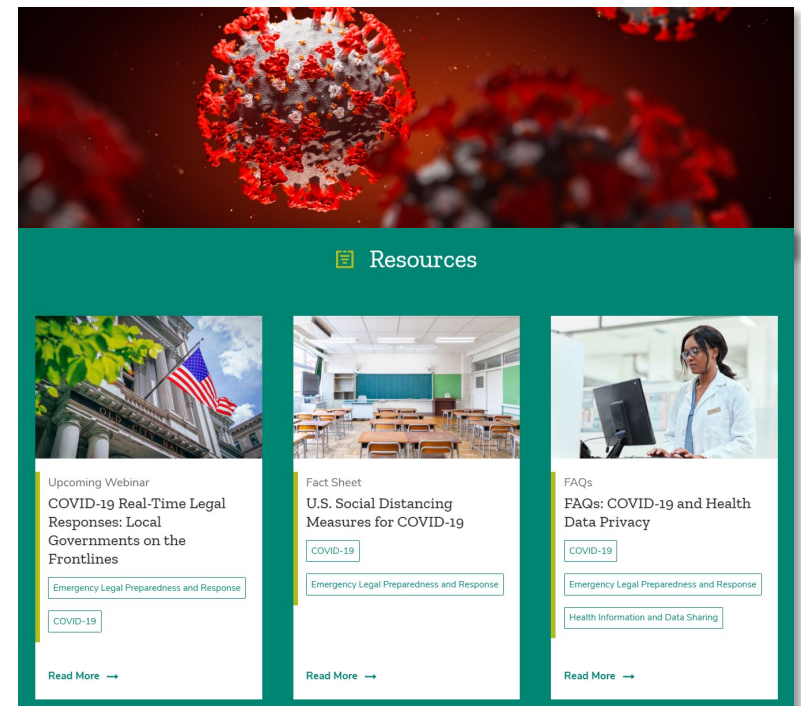 Resources
OLD CITY HALL
Upcoming Webinar
COVID-19 Real-Time Legal
Responses: Local
Governments on the
Frontlines
Emergency Legal Preparedness and Response
COVID-19
Read More →
Fact Sheet
U.S. Social Distancing
Measures for COVID-19
COVID-19
Emergency Legal Preparedness and Response
Read More →
FAQs
FAQs: COVID-19 and Health
Data Privacy
COVID-19
Emergency Legal Preparedness and Response
Health Information and Data Sharing
Read More →